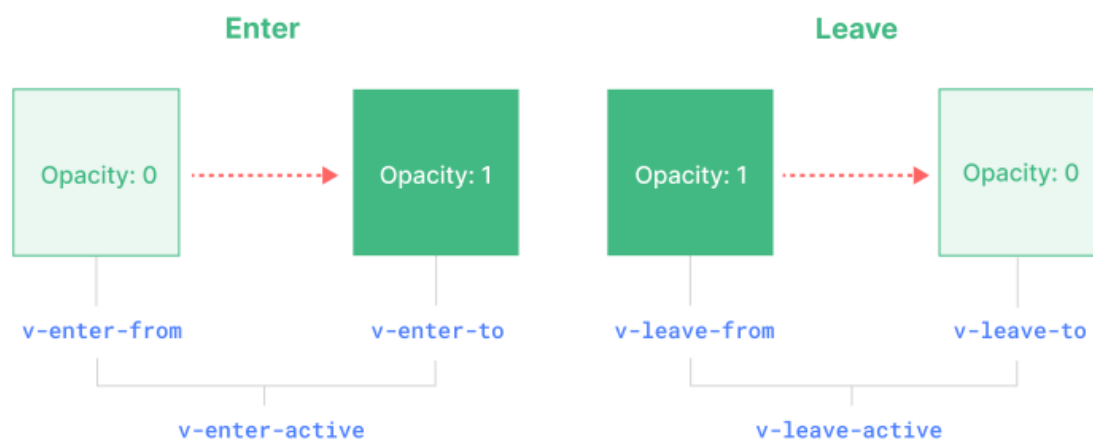 Enter
Leave
Opacity: 0
Opacity: 1
Opacity: 1
Opacity: 0
v-enter-from
v-enter-to
v-leave-from
v-leave-to
v-enter-active
v-leave-active